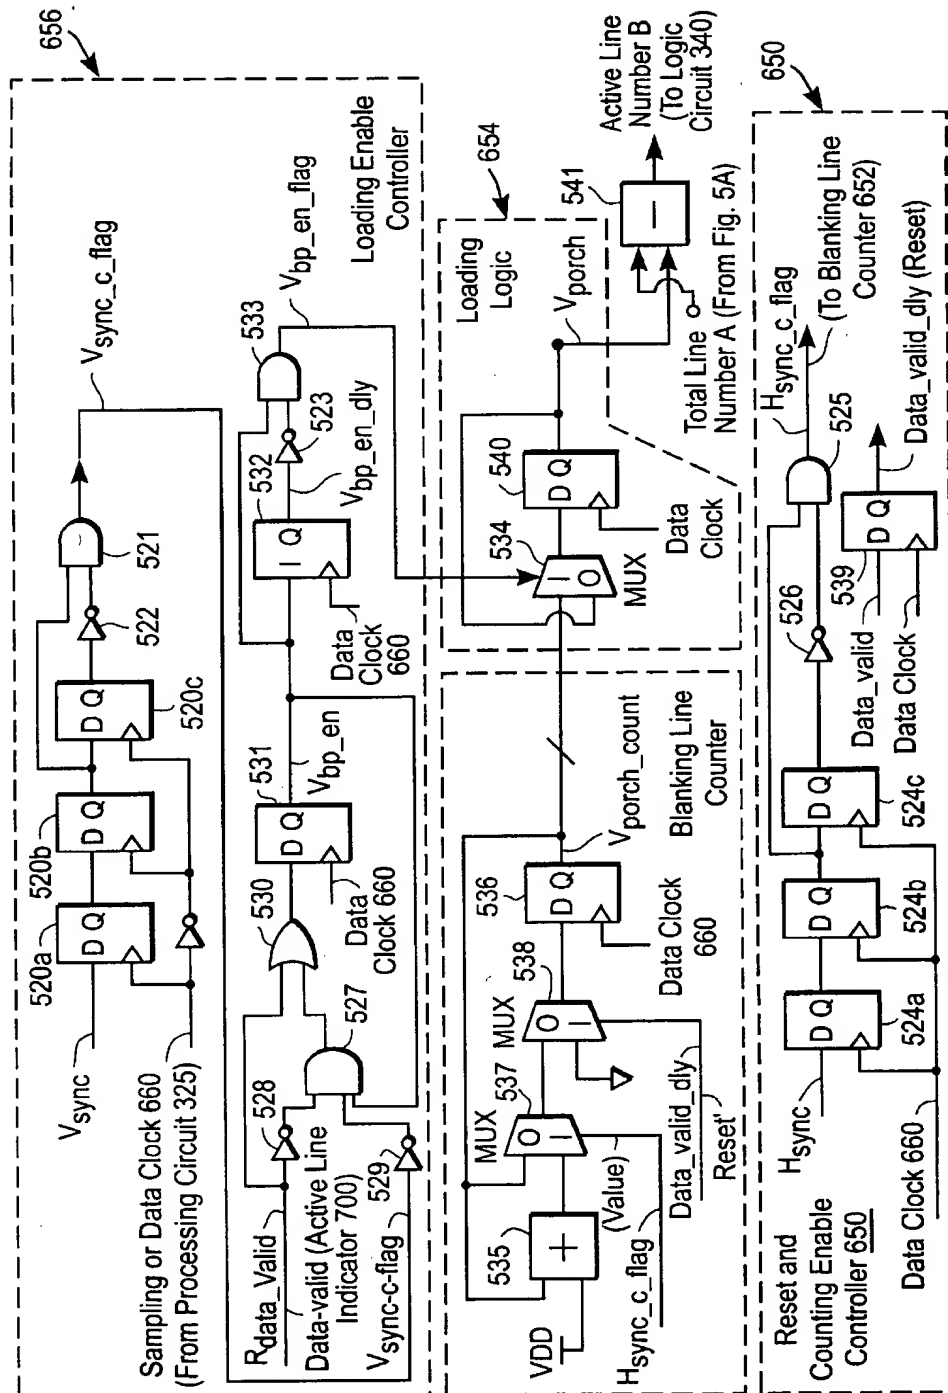 656
Vsync_c_flag
520a
520b
520c
D Q
D Q
D Q
522
521
Vsync
Sampling or Data Clock 660
(From Processing Circuit 325)
Loading Enable
Controller
Vbp_en_flag
533
523
532
I Q
Vbp_en_dly
Data
Clock 660
531
D Q
Vbp_en
530
Data
Clock 660
527
528
529
Rdata_Valid
Data-valid (Active Line
Indicator 700)
Vsync-c-flag
654
Loading
Logic
Vporch
540
D Q
Data
Clock
534
I
O
MUX
541
—
Active Line
Number B
(To Logic
Circuit 340)
Total Line
Number A (From Fig. 5A)
Blanking Line
Counter
Vporch_count
536
D Q
Data Clock
660
538
MUX
O
I
537
MUX
O
I
535
+
VDD
(Value)
Hsync_c_flag
Data_valid_dly
Reset'
650
Hsync_c_flag
(To Blanking Line
Counter 652)
525
526
Data_valid_dly (Reset)
539
D Q
Data_valid
Data Clock
524c
524b
524a
D Q
D Q
D Q
Hsync
Reset and
Counting Enable
Controller 650
Data Clock 660